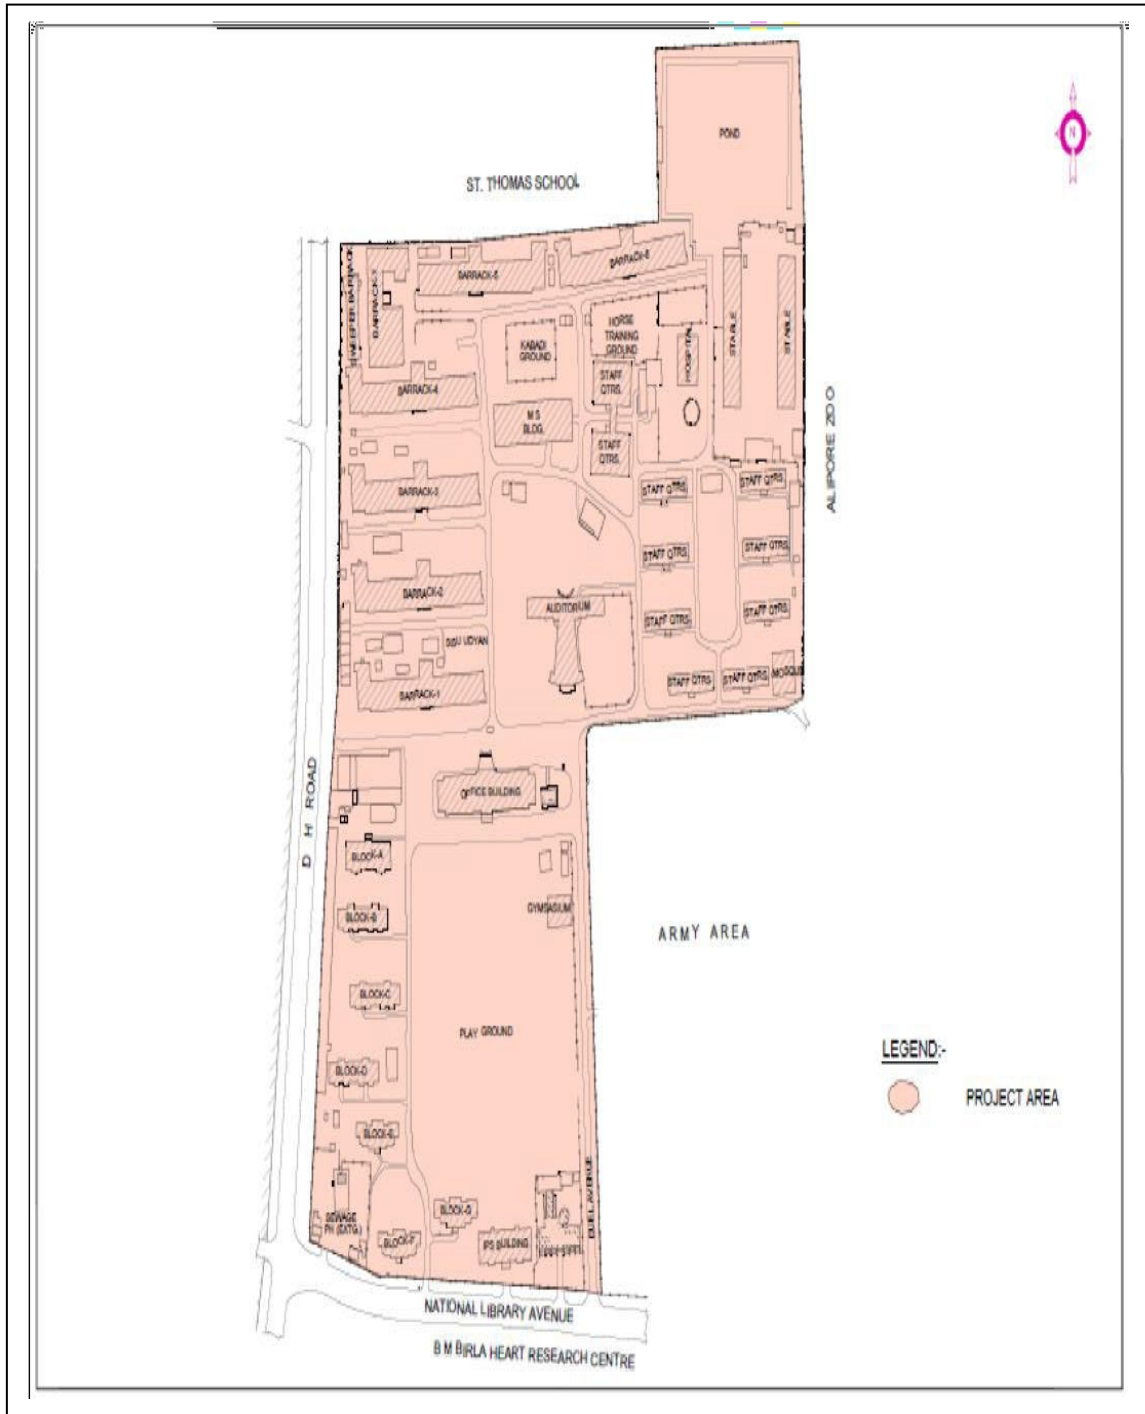 POND
N
ST. THOMAS SCHOOL
SWEEPER BARRACK
BARRACK-5
BARRACK-6
HORSE
TRAINING
GROUND
KABADI
GROUND
HOSPITAL
STABLE
STABLE
STAFF
QTRS.
BARRACK-4
M S
BLDG.
ALIPORE ZOO
STAFF
QTRS.
BARRACK-3
STAFF QTRS.
STAFF QTRS.
STAFF QTRS.
STAFF QTRS.
BARRACK-2
AUDITORIUM
STAFF QTRS.
STAFF QTRS.
SISU UDYAN
BARRACK-1
STAFF QTRS.
STAFF QTRS.
MOSQUE
D H ROAD
OFFICE BUILDING
BLOCK-A
BLOCK-B
GYMNASIUM
ARMY AREA
BLOCK-C
PLAY GROUND
LEGEND:-
PROJECT AREA
BLOCK-D
BLOCK-E
SEWAGE
PH (EXTG.)
BLOCK-F
BLOCK-G
IPS BUILDING
AVENUE
NATIONAL LIBRARY AVENUE
B M BIRLA HEART RESEARCH CENTRE